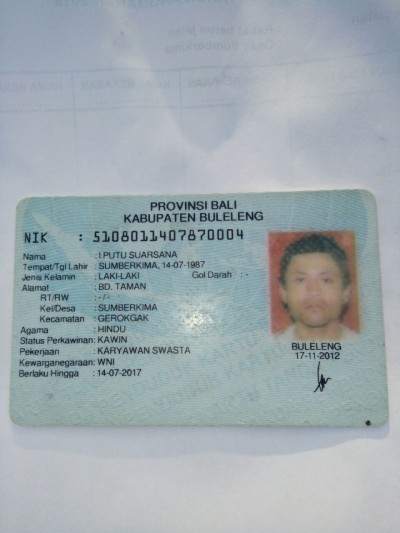 PROVINSI BALI
KABUPATEN BULELENG
NIK : 5108011407870004
Nama : I PUTU SUARSANA
Tempat/Tgl Lahir : SUMBERKIMA, 14-07-1987
Jenis Kelamin : LAKI-LAKI Gol Darah : -
Alamat : BD. TAMAN
RT/RW : -/-
Kel/Desa : SUMBERKIMA
Kecamatan : GEROKGAK
Agama : HINDU
Status Perkawinan: KAWIN
Pekerjaan : KARYAWAN SWASTA
Kewarganegaraan: WNI
Berlaku Hingga : 14-07-2017
BULELENG
17-11-2012